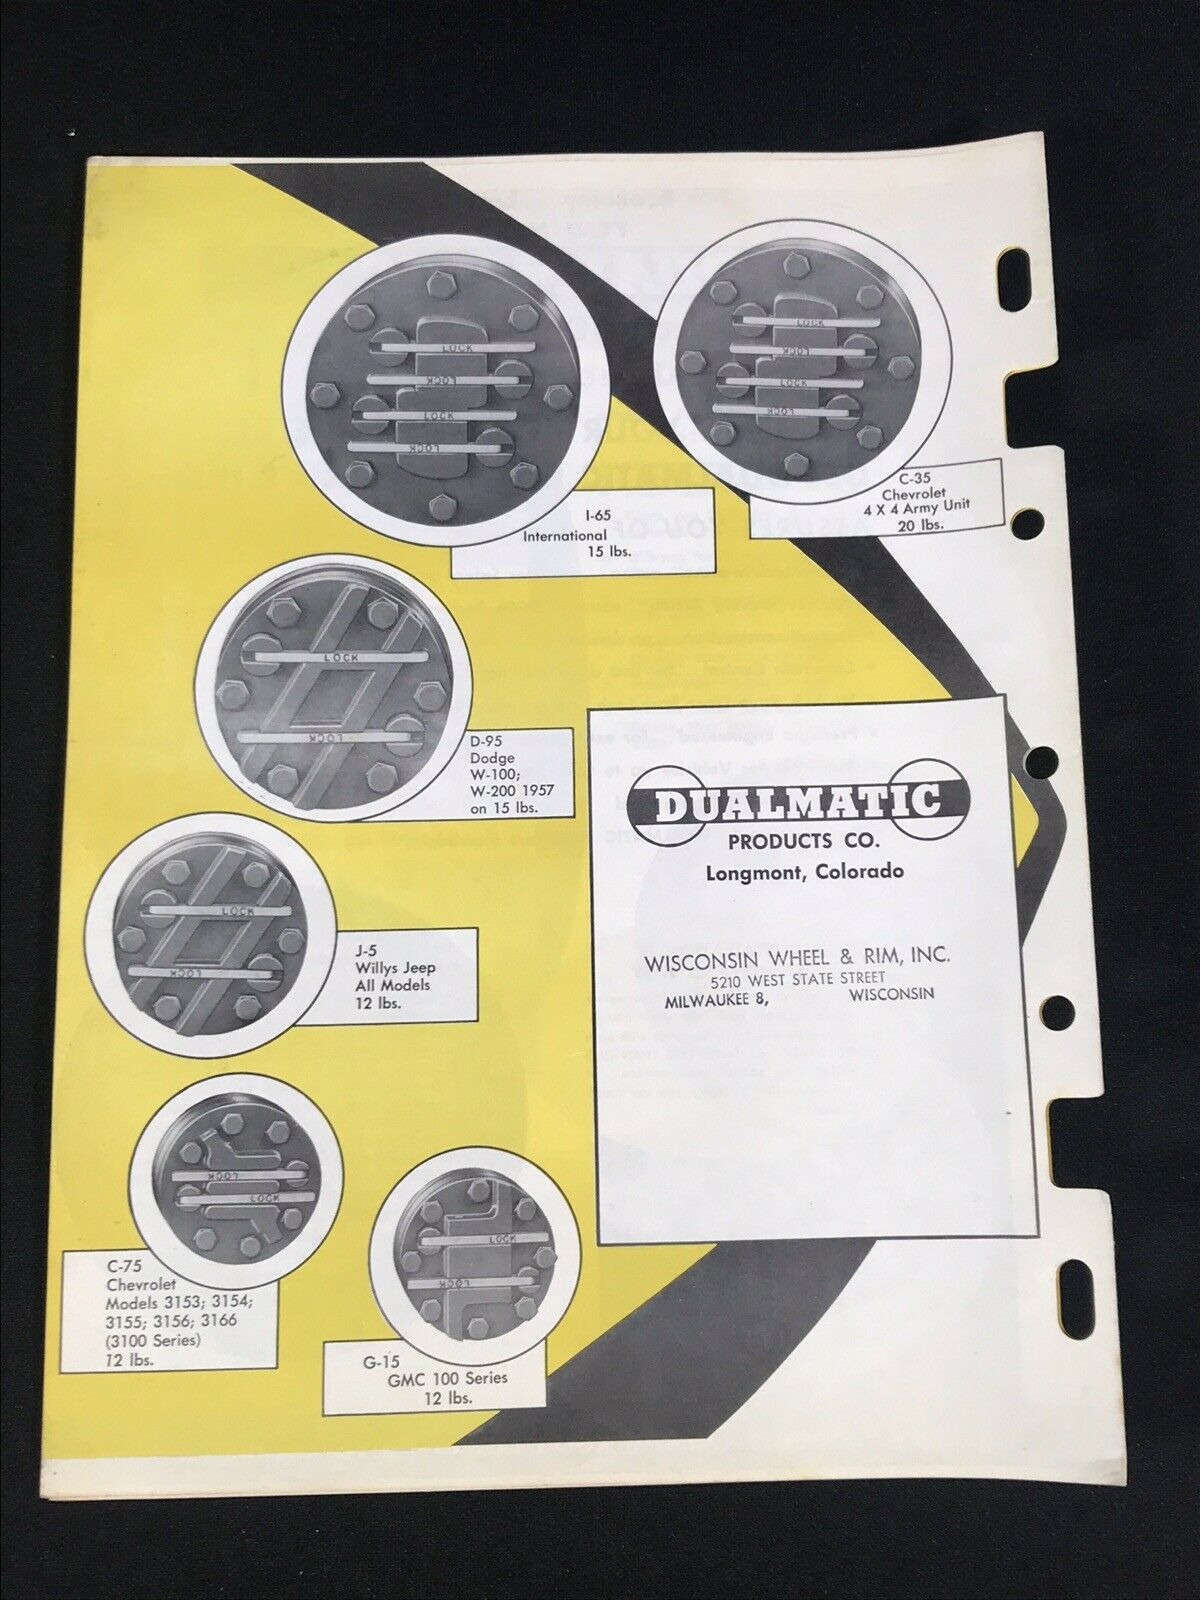 LOCK
LOCK
LOCK
LOCK
I-65
International
15 lbs.
LOCK
LOCK
LOCK
LOCK
C-35
Chevrolet
4 X 4 Army Unit
20 lbs.
LOCK
LOCK
D-95
Dodge
W-100;
W-200 1957
on 15 lbs.
LOCK
LOCK
J-5
Willys Jeep
All Models
12 lbs.
LOCK
LOCK
C-75
Chevrolet
Models 3153; 3154;
3155; 3156; 3166
(3100 Series)
12 lbs.
LOCK
LOCK
G-15
GMC 100 Series
12 lbs.
DUALMATIC
PRODUCTS CO.
Longmont, Colorado
WISCONSIN WHEEL & RIM, INC.
5210 WEST STATE STREET
MILWAUKEE 8, WISCONSIN